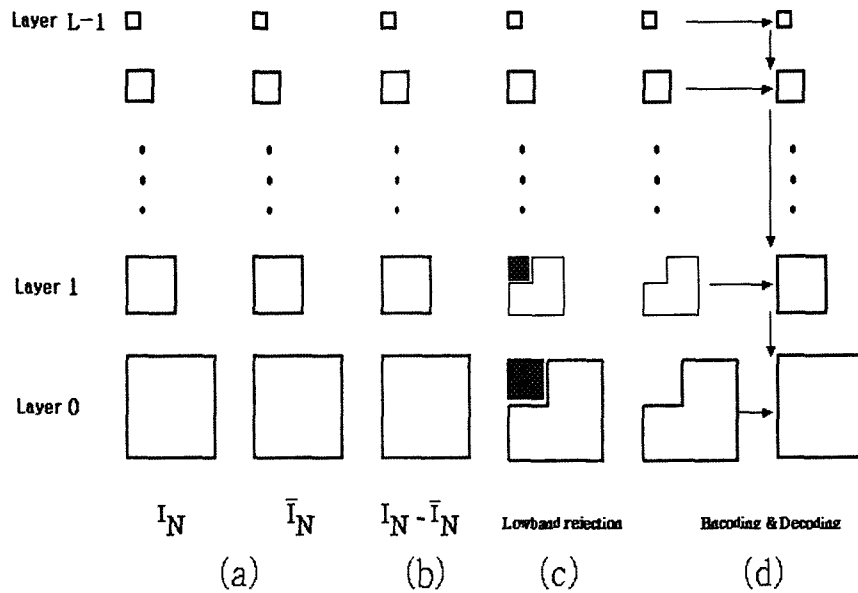 Layer L-1
Layer 1
Layer 0
I_N Ī_N I_N - Ī_N Lowband rejection Encoding & Decoding
(a) (b) (c) (d)